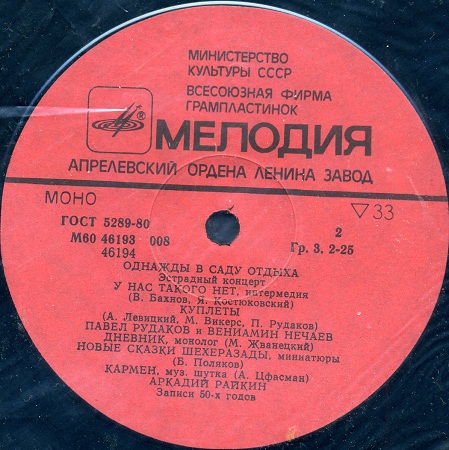 МИНИСТЕРСТВО
КУЛЬТУРЫ СССР
ВСЕСОЮЗНАЯ ФИРМА
ГРАМПЛАСТИНОК
МЕЛОДИЯ
АПРЕЛЕВСКИЙ ОРДЕНА ЛЕНИНА ЗАВОД
МОНО ▽33
ГОСТ 5289-80 2
М60 46193 008 Гр. 3. 2-25
46194
ОДНАЖДЫ В САДУ ОТДЫХА
Эстрадный концерт
У НАС ТАКОГО НЕТ, интермедия
(В. Бахнов, Я. Костюковский)
КУПЛЕТЫ
(А. Левицкий, М. Викерс, П. Рудаков)
ПАВЕЛ РУДАКОВ и ВЕНИАМИН НЕЧАЕВ
ДНЕВНИК, монолог (М. Жванецкий)
НОВЫЕ СКАЗКИ ШЕХЕРАЗАДЫ, миниатюры
(Б. Поляков)
КАРМЕН, муз. шутка (А. Цфасман)
АРКАДИЙ РАЙКИН
Записи 50-х годов